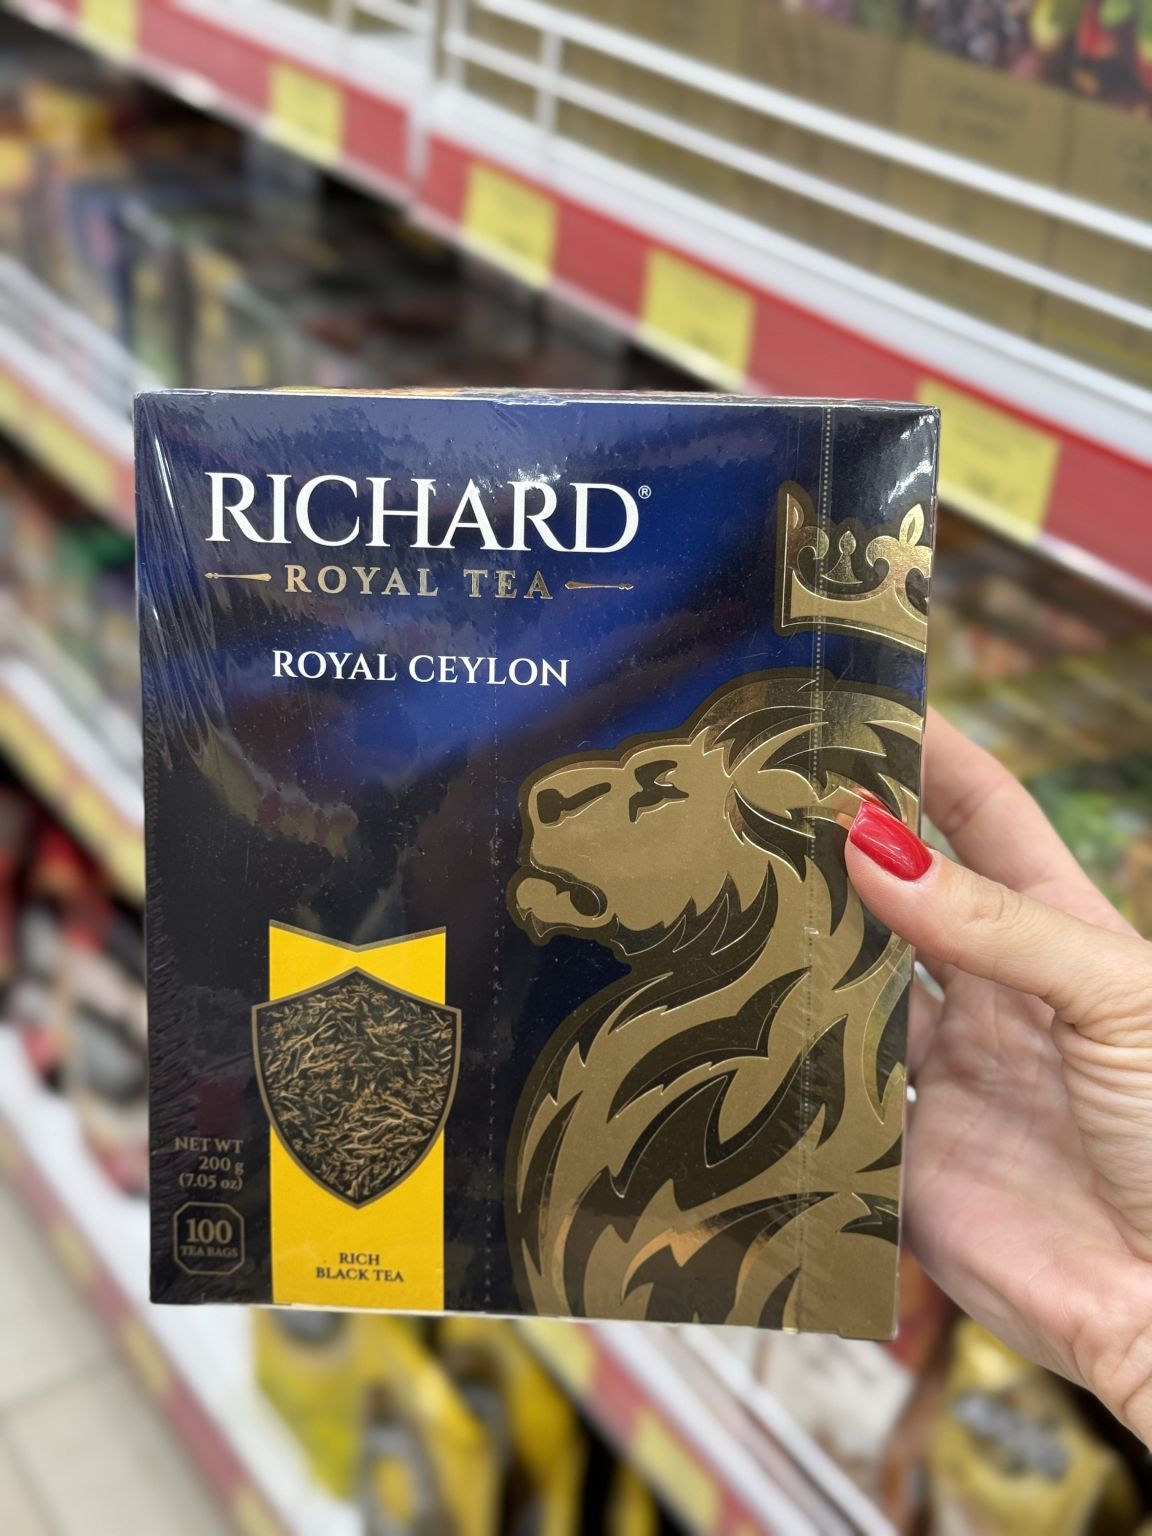 RICHARD®
ROYAL TEA
ROYAL CEYLON
NET WT
200 g
(7.05 oz)
100
TEA BAGS
RICH
BLACK TEA